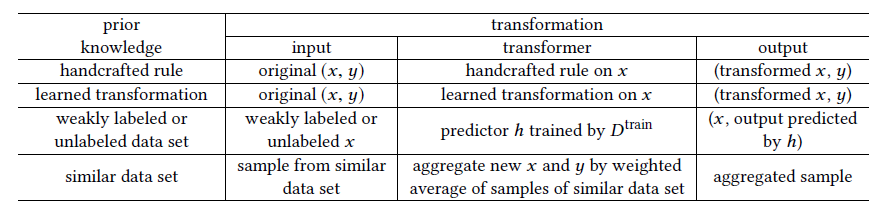 prior knowledge transformation
input transformer output
handcrafted rule original (x, y) handcrafted rule on x (transformed x, y)
learned transformation original (x, y) learned transformation on x (transformed x, y)
weakly labeled or weakly labeled or predictor h trained by D^train (x, output predicted
unlabeled data set unlabeled x by h)
similar data set sample from similar aggregate new x and y by weighted aggregated sample
data set average of samples of similar data set